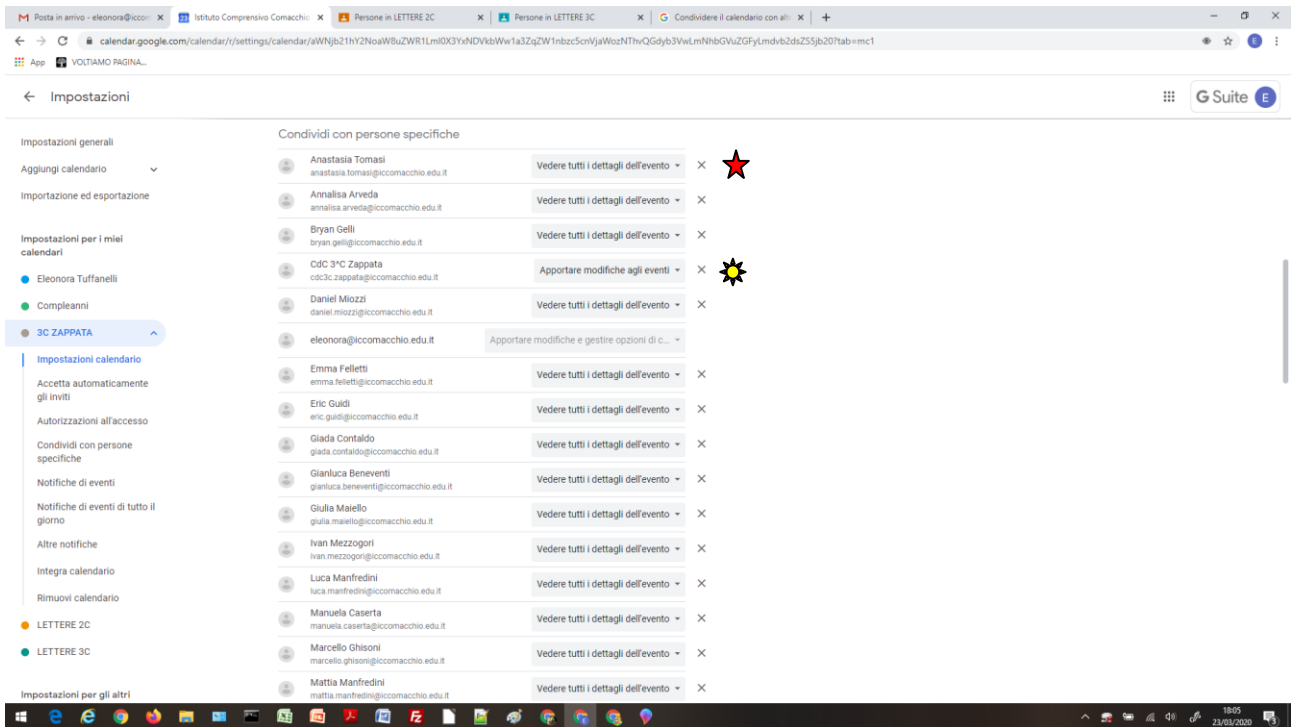 Posta in arrivo - eleonora@iccom
Istituto Comprensivo Comacchio
Persone in LETTERE 2C
Persone in LETTERE 3C
Condividere il calendario con alt
calendar.google.com/calendar/r/settings/calendar/
App VOLTIAMO PAGINA...
Impostazioni
G Suite E
Impostazioni generali
Aggiungi calendario
Importazione ed esportazione
Impostazioni per i miei
calendari
Eleonora Tuffanelli
Compleanni
3C ZAPPATA
Impostazioni calendario
Accetta automaticamente
gli inviti
Autorizzazioni all'accesso
Condividi con persone
specifiche
Notifiche di eventi
Notifiche di eventi di tutto il
giorno
Altre notifiche
Integra calendario
Rimuovi calendario
LETTERE 2C
LETTERE 3C
Impostazioni per gli altri
Condividi con persone specifiche
Anastasia Tomasi
anastasia.tomasi@iccomacchio.edu.it
Vedere tutti i dettagli dell'evento
Annalisa Arveda
annalisa.arveda@iccomacchio.edu.it
Vedere tutti i dettagli dell'evento
Bryan Gelli
bryan.gelli@iccomacchio.edu.it
Vedere tutti i dettagli dell'evento
CdC 3^C Zappata
cdc3c.zappata@iccomacchio.edu.it
Apportare modifiche agli eventi
Daniel Miozzi
daniel.miozzi@iccomacchio.edu.it
Vedere tutti i dettagli dell'evento
eleonora@iccomacchio.edu.it
Apportare modifiche e gestire opzioni di c...
Emma Felletti
emma.felletti@iccomacchio.edu.it
Vedere tutti i dettagli dell'evento
Eric Guidi
eric.guidi@iccomacchio.edu.it
Vedere tutti i dettagli dell'evento
Giada Contaldo
giada.contaldo@iccomacchio.edu.it
Vedere tutti i dettagli dell'evento
Gianluca Beneventi
gianluca.beneventi@iccomacchio.edu.it
Vedere tutti i dettagli dell'evento
Giulia Maiello
giulia.maiello@iccomacchio.edu.it
Vedere tutti i dettagli dell'evento
Ivan Mezzogori
ivan.mezzogori@iccomacchio.edu.it
Vedere tutti i dettagli dell'evento
Luca Manfredini
luca.manfredini@iccomacchio.edu.it
Vedere tutti i dettagli dell'evento
Manuela Caserta
manuela.caserta@iccomacchio.edu.it
Vedere tutti i dettagli dell'evento
Marcello Ghisoni
marcello.ghisoni@iccomacchio.edu.it
Vedere tutti i dettagli dell'evento
Mattia Manfredini
mattia.manfredini@iccomacchio.edu.it
Vedere tutti i dettagli dell'evento
18:05
23/03/2020